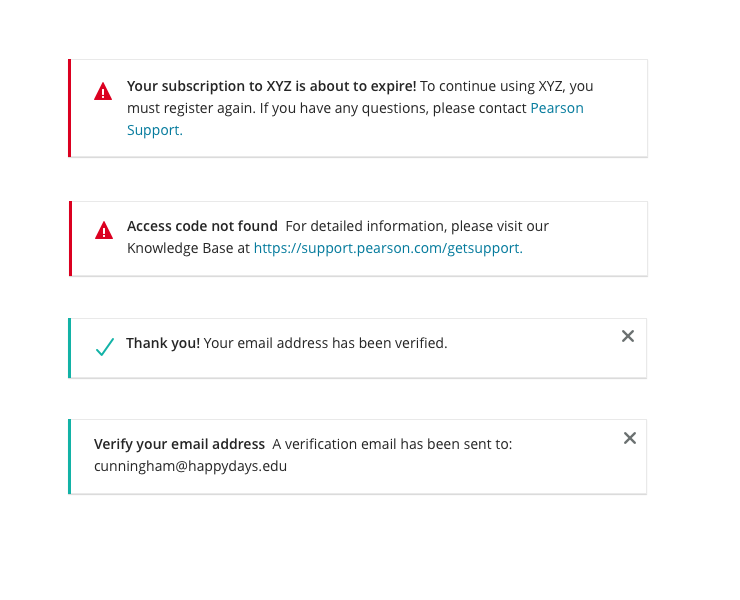 Your subscription to XYZ is about to expire! To continue using XYZ, you
must register again. If you have any questions, please contact Pearson
Support.
Access code not found  For detailed information, please visit our
Knowledge Base at https://support.pearson.com/getsupport.
Thank you! Your email address has been verified.
Verify your email address  A verification email has been sent to:
cunningham@happydays.edu